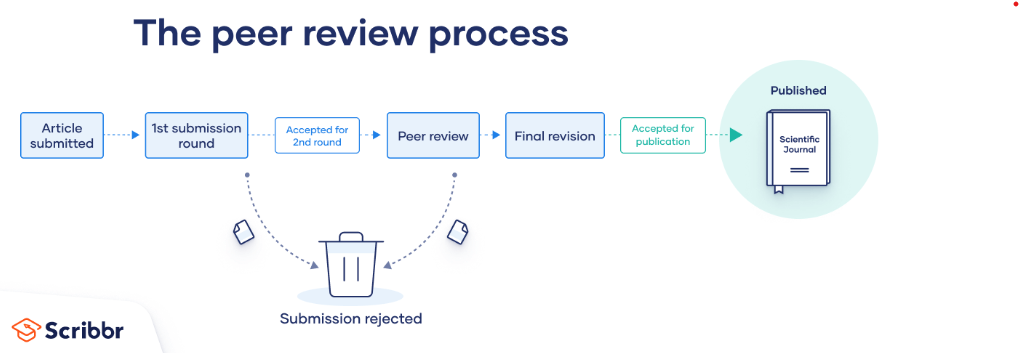 The peer review process
Article
submitted
1st submission
round
Accepted for
2nd round
Peer review
Final revision
Accepted for
publication
Published
Scientific
Journal
Submission rejected
Scribbr